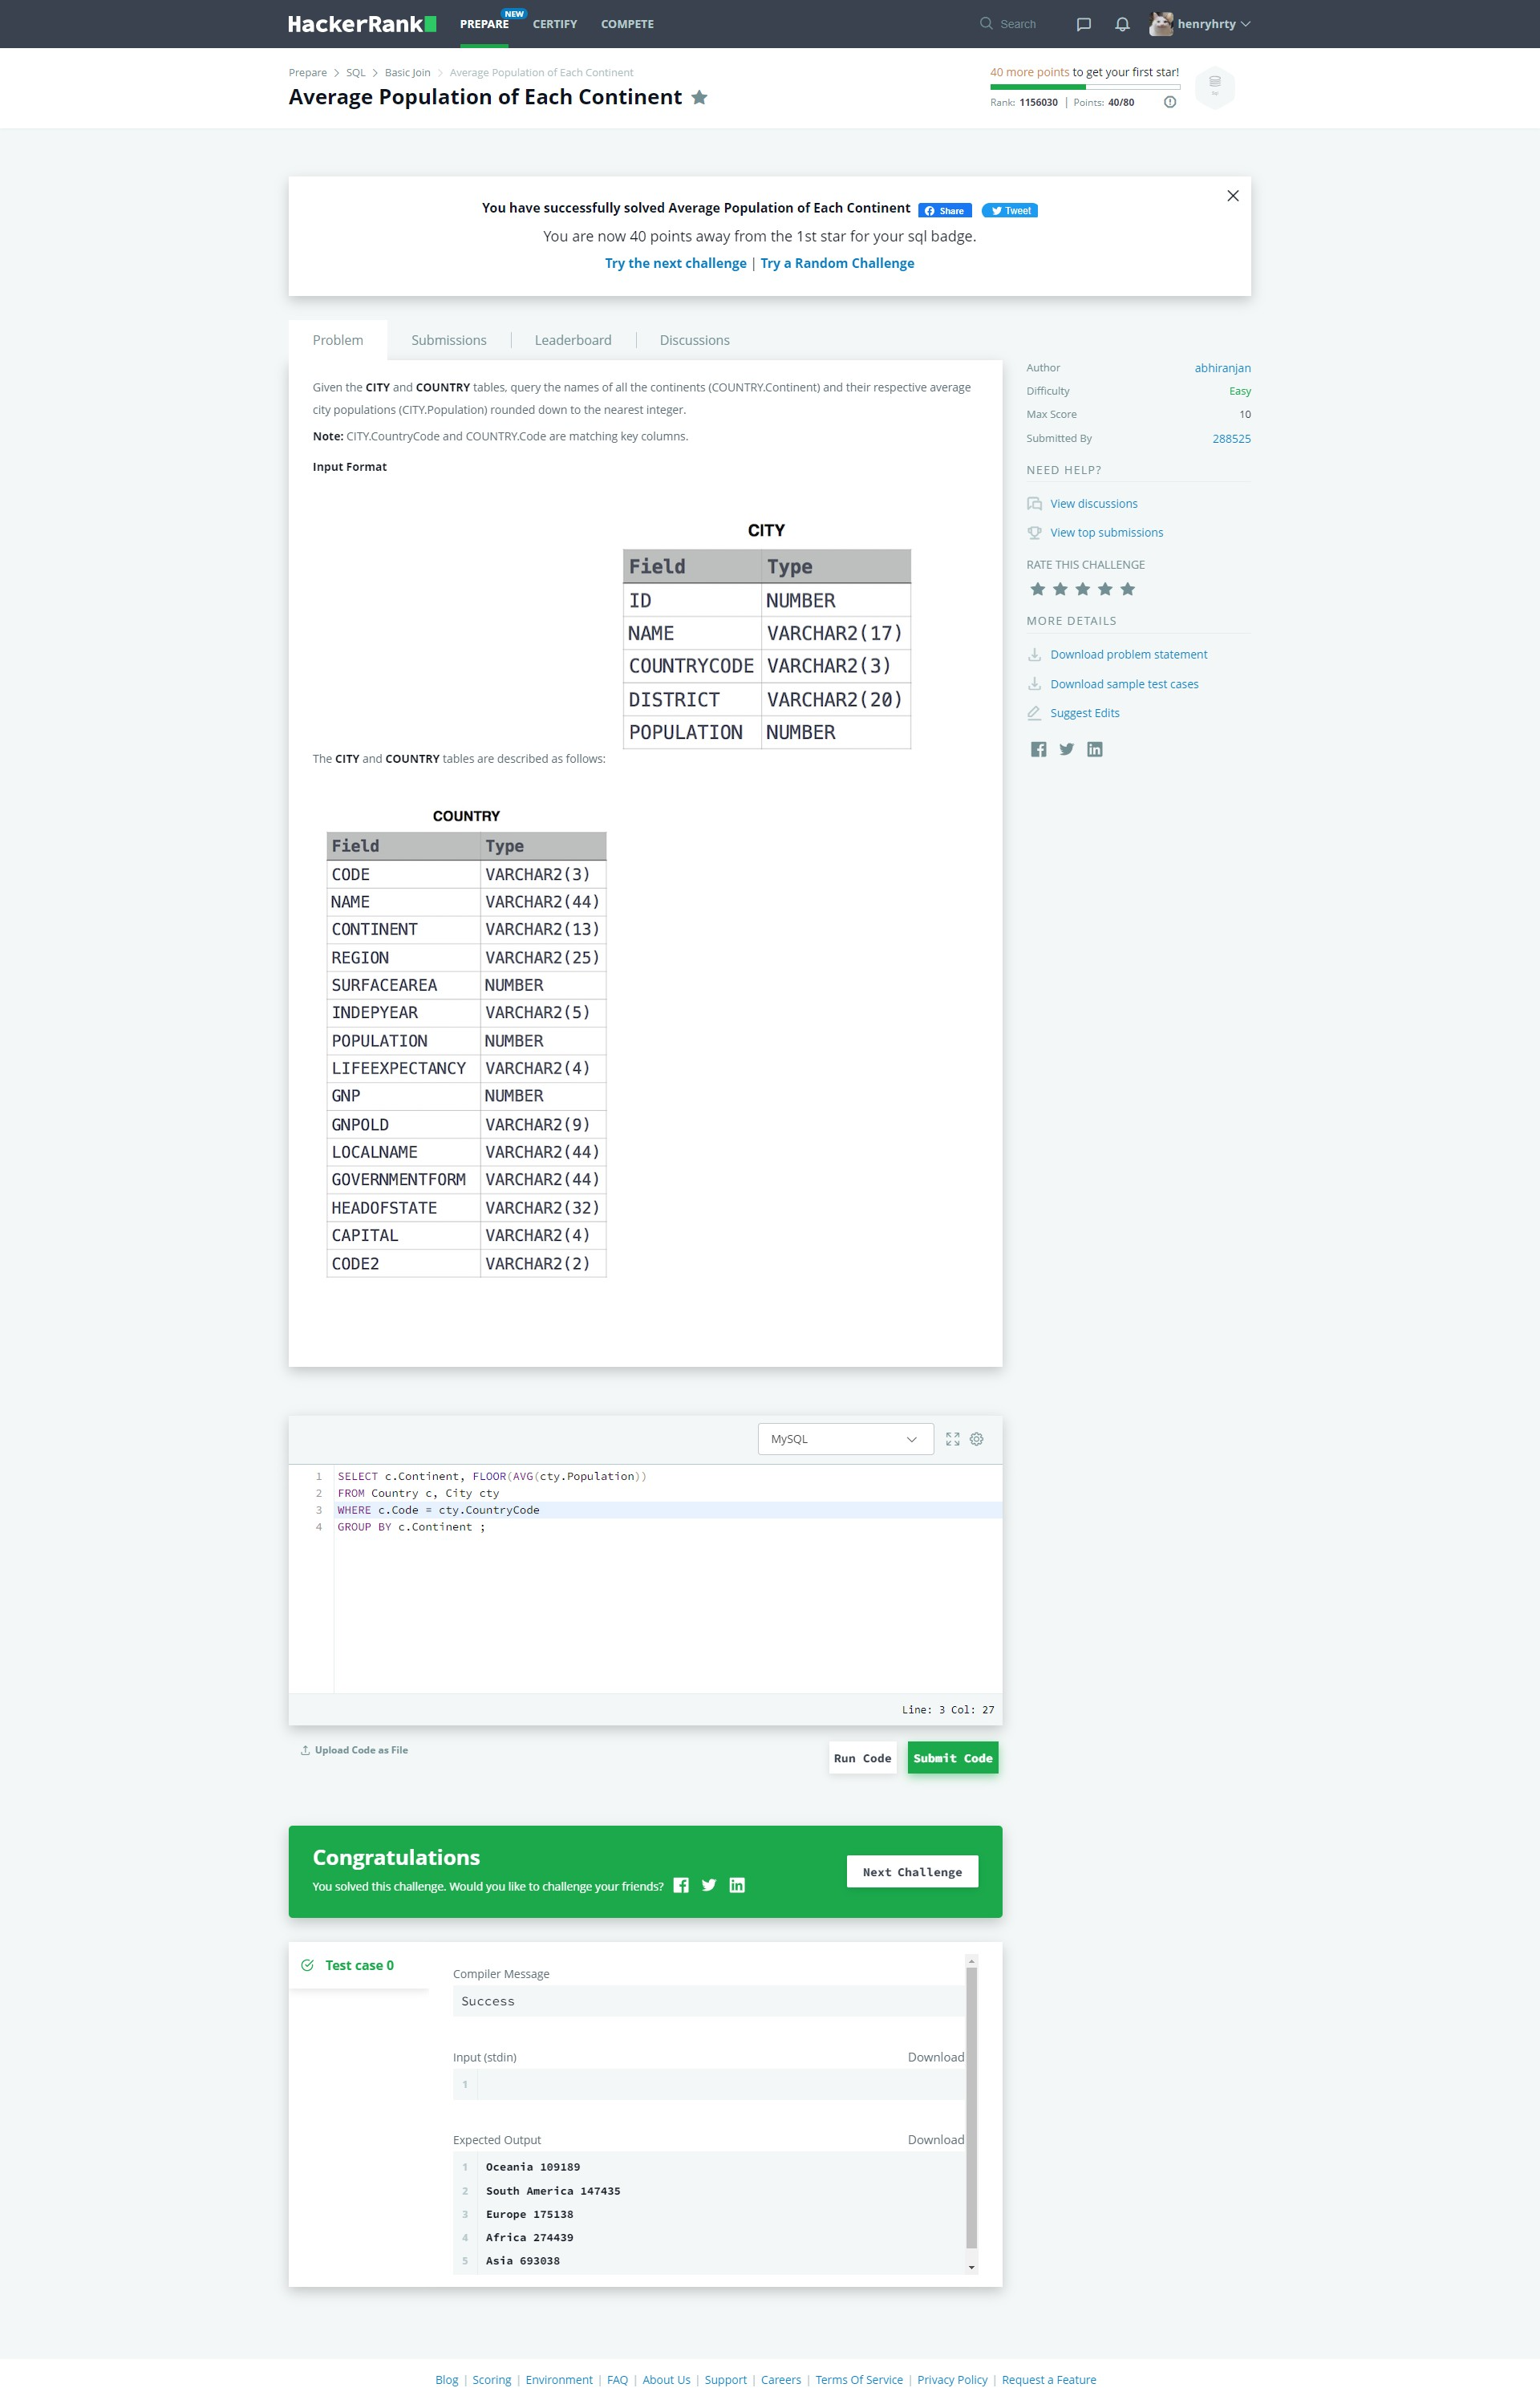 HackerRank
PREPARE
NEW
CERTIFY
COMPETE
Search
henryhrty
Prepare > SQL > Basic Join > Average Population of Each Continent
Average Population of Each Continent
40 more points to get your first star!
Rank: 1156030 | Points: 40/80
You have successfully solved Average Population of Each Continent Share Tweet
You are now 40 points away from the 1st star for your sql badge.
Try the next challenge | Try a Random Challenge
Problem
Submissions
Leaderboard
Discussions
Given the CITY and COUNTRY tables, query the names of all the continents (COUNTRY.Continent) and their respective average
city populations (CITY.Population) rounded down to the nearest integer.
Note: CITY.CountryCode and COUNTRY.Code are matching key columns.
Input Format
CITY
Field Type
ID NUMBER
NAME VARCHAR2(17)
COUNTRYCODE VARCHAR2(3)
DISTRICT VARCHAR2(20)
POPULATION NUMBER
The CITY and COUNTRY tables are described as follows:
COUNTRY
Field Type
CODE VARCHAR2(3)
NAME VARCHAR2(44)
CONTINENT VARCHAR2(13)
REGION VARCHAR2(25)
SURFACEAREA NUMBER
INDEPYEAR VARCHAR2(5)
POPULATION NUMBER
LIFEEXPECTANCY VARCHAR2(4)
GNP NUMBER
GNPOLD VARCHAR2(9)
LOCALNAME VARCHAR2(44)
GOVERNMENTFORM VARCHAR2(44)
HEADOFSTATE VARCHAR2(32)
CAPITAL VARCHAR2(4)
CODE2 VARCHAR2(2)
Author abhiranjan
Difficulty Easy
Max Score 10
Submitted By 288525
NEED HELP?
View discussions
View top submissions
RATE THIS CHALLENGE
MORE DETAILS
Download problem statement
Download sample test cases
Suggest Edits
MySQL
1 SELECT c.Continent, FLOOR(AVG(cty.Population))
2 FROM Country c, City cty
3 WHERE c.Code = cty.CountryCode
4 GROUP BY c.Continent ;
Line: 3 Col: 27
Upload Code as File
Run Code
Submit Code
Congratulations
You solved this challenge. Would you like to challenge your friends?
Next Challenge
Test case 0
Compiler Message
Success
Input (stdin) Download
1
Expected Output Download
1 Oceania 109189
2 South America 147435
3 Europe 175138
4 Africa 274439
5 Asia 693038
Blog | Scoring | Environment | FAQ | About Us | Support | Careers | Terms Of Service | Privacy Policy | Request a Feature